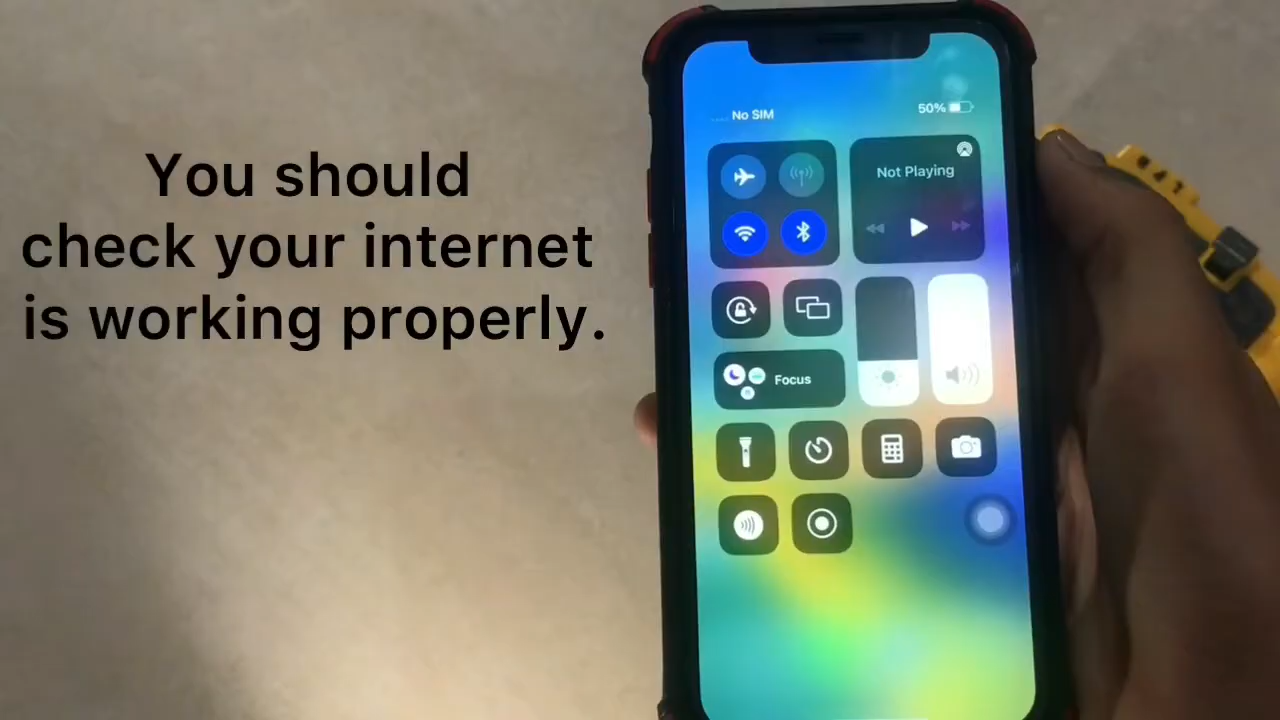 You should
check your internet
is working properly.
No SIM
50%
Not Playing
Focus